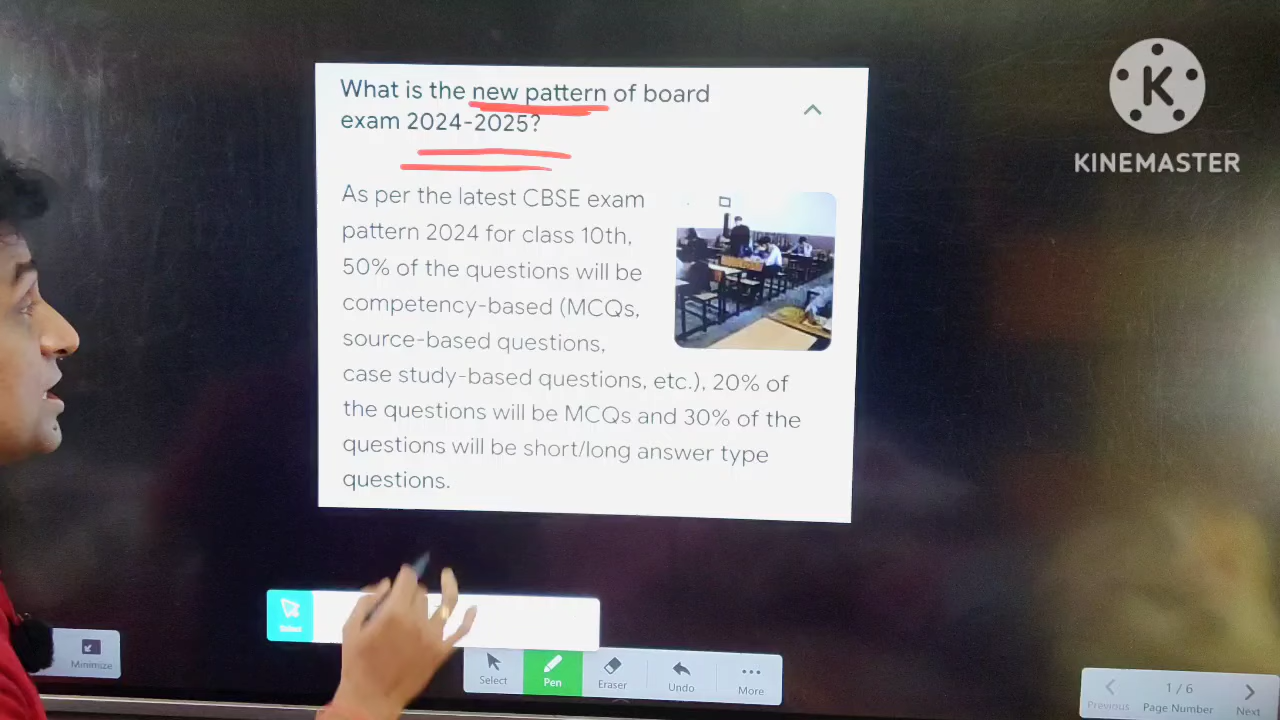 What is the new pattern of board
exam 2024-2025?
As per the latest CBSE exam
pattern 2024 for class 10th,
50% of the questions will be
competency-based (MCQs,
source-based questions,
case study-based questions, etc.), 20% of
the questions will be MCQs and 30% of the
questions will be short/long answer type
questions.
K
KINEMASTER
Select
Minimize
Select
Pen
Eraser
Undo
More
Previous
1 / 6
Page Number
Next